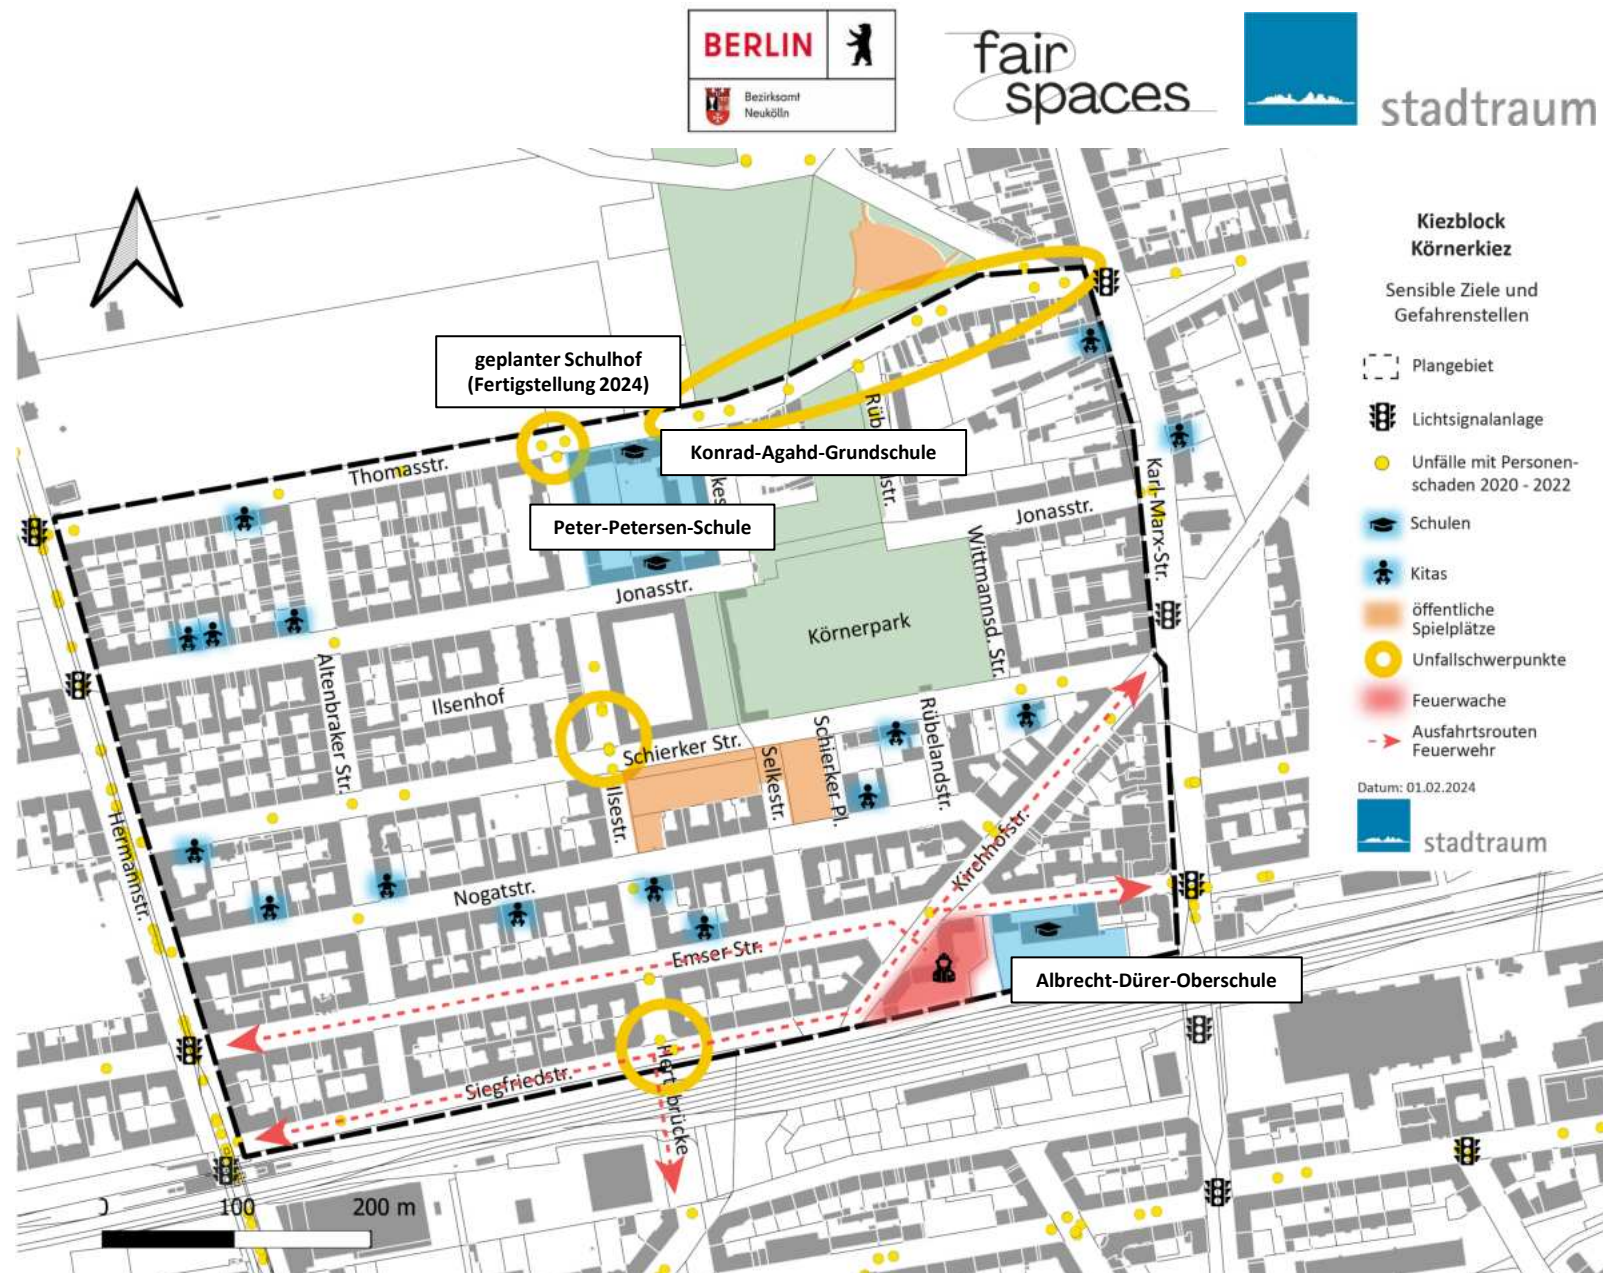 BERLIN
Bezirksamt
Neukölln
fair
spaces
stadtraum
Kiezblock
Körnerkiez
Sensible Ziele und
Gefahrenstellen
Plangebiet
Lichtsignalanlage
Unfälle mit Personen-
schaden 2020 - 2022
Schulen
Kitas
öffentliche
Spielplätze
Unfallschwerpunkte
Feuerwache
Ausfahrtsrouten
Feuerwehr
Datum: 01.02.2024
stadtraum
geplanter Schulhof
(Fertigstellung 2024)
Konrad-Agahd-Grundschule
Peter-Petersen-Schule
Albrecht-Dürer-Oberschule
Thomasstr.
Jonasstr.
Jonasstr.
Karl-Marx-Str.
Wittmannsd. Str.
Körnerpark
Ilsenhof
Altenbraker Str.
Schierker Str.
Selkestr.
Schierker Pl.
Rübelandstr.
Ilsestr.
Hermannstr.
Nogatstr.
Kirchhofstr.
Emser Str.
Siegfriedstr.
100
200 m